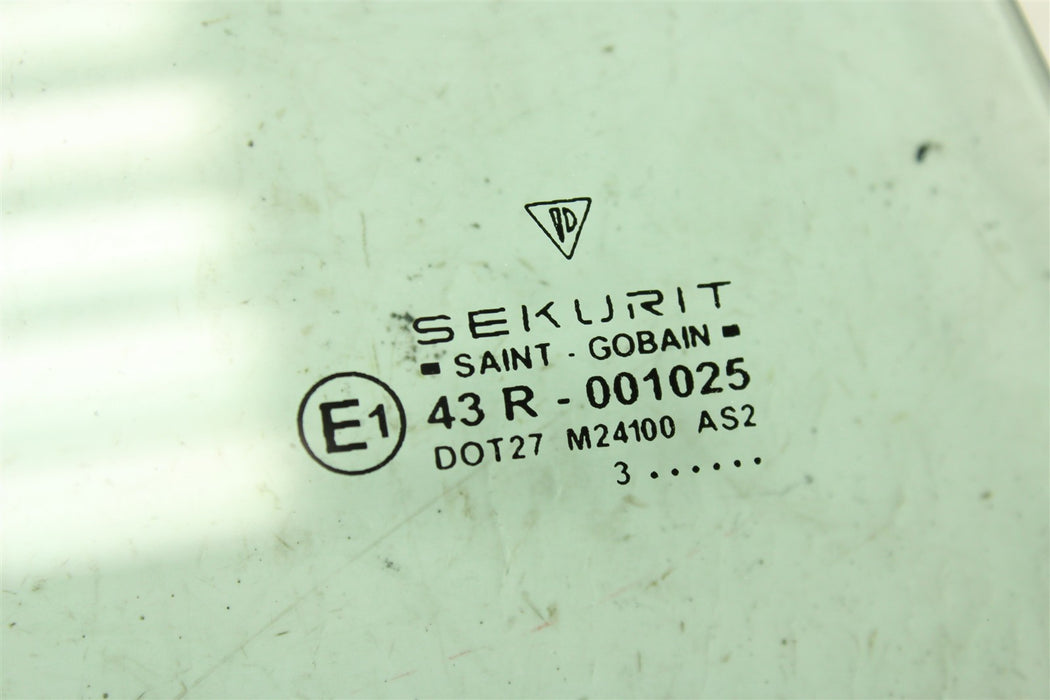 SEKURIT
SAINT - GOBAIN
E1 43 R - 001025
DOT27 M24100 AS2
3 . . . . . .